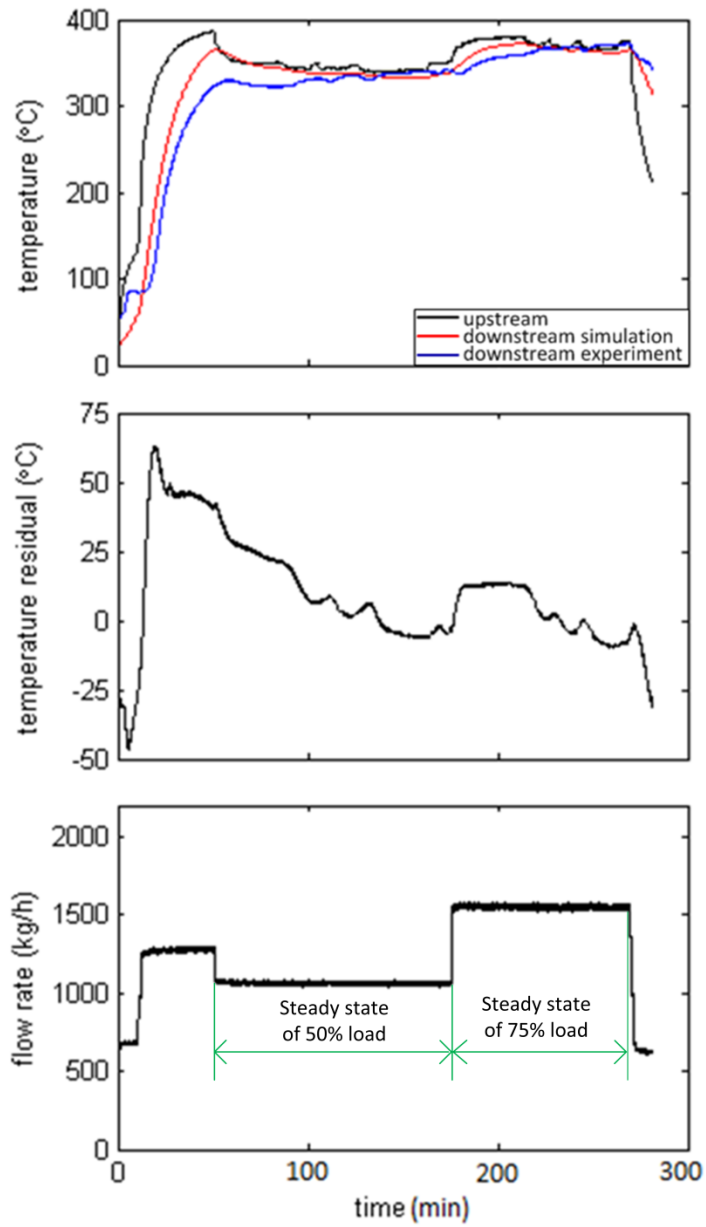 400
300
200
100
0
temperature (°C)
upstream
downstream simulation
downstream experiment
75
50
25
0
-25
-50
temperature residual (°C)
2000
1500
1000
500
0
flow rate (kg/h)
Steady state
of 50% load
Steady state
of 75% load
0 100 200 300
time (min)